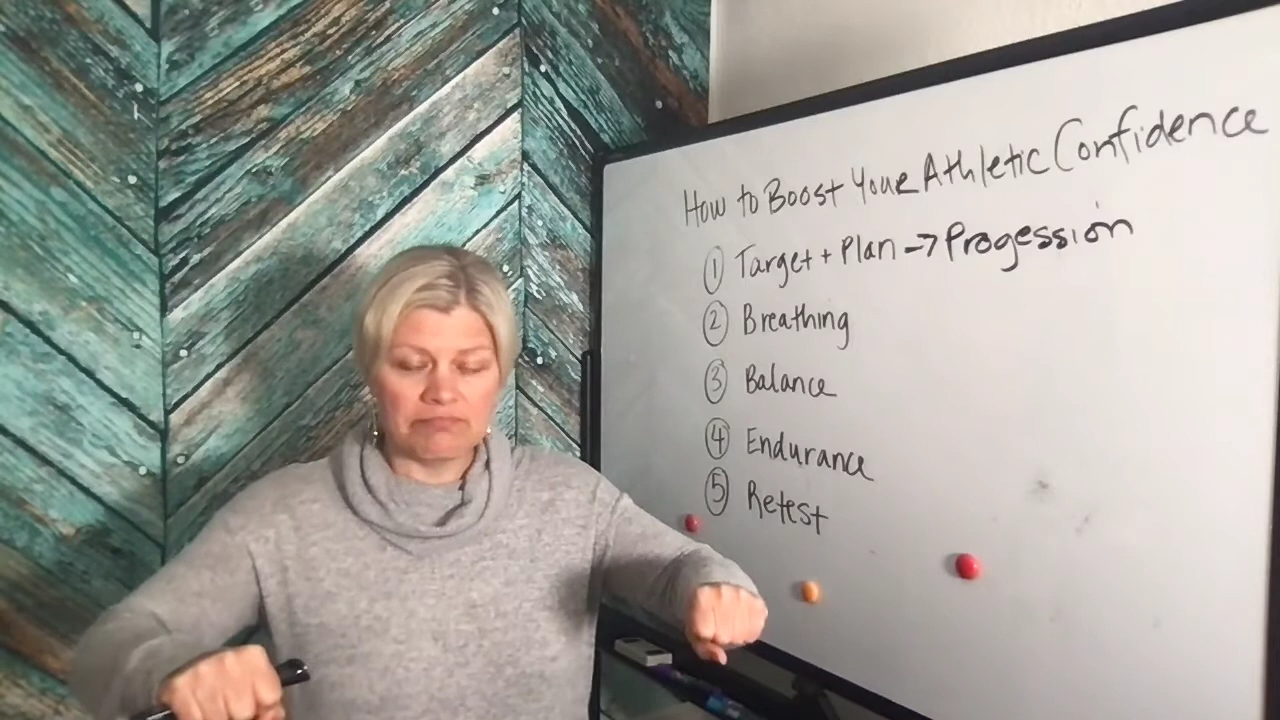 How to Boost Your Athletic Confidence
① Target + Plan → Progession
② Breathing
③ Balance
④ Endurance
⑤ Retest